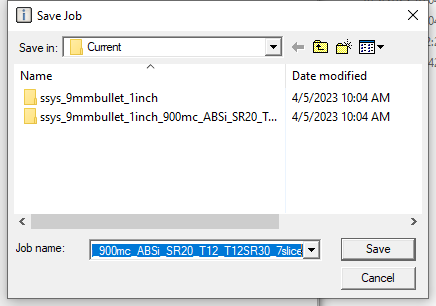 Save Job
Save in: Current
Name Date modified
ssys_9mmbullet_1inch 4/5/2023 10:04 AM
ssys_9mmbullet_1inch_900mc_ABSi_SR20_T... 4/5/2023 10:04 AM
Job name: _900mc_ABSi_SR20_T12_T12SR30_7slice Save
Cancel